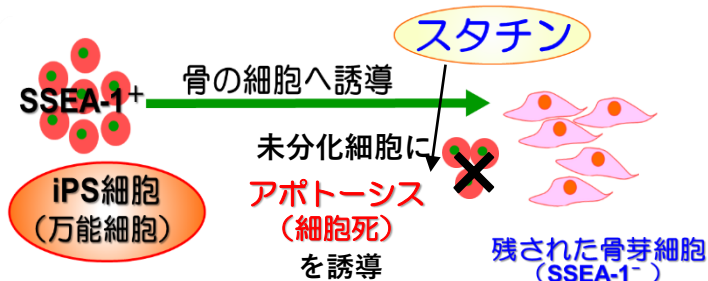 スタチン
骨の細胞へ誘導
SSEA-1⁺
未分化細胞に
iPS細胞
(万能細胞)
アポトーシス
(細胞死)
を誘導
残された骨芽細胞
(SSEA-1⁻)